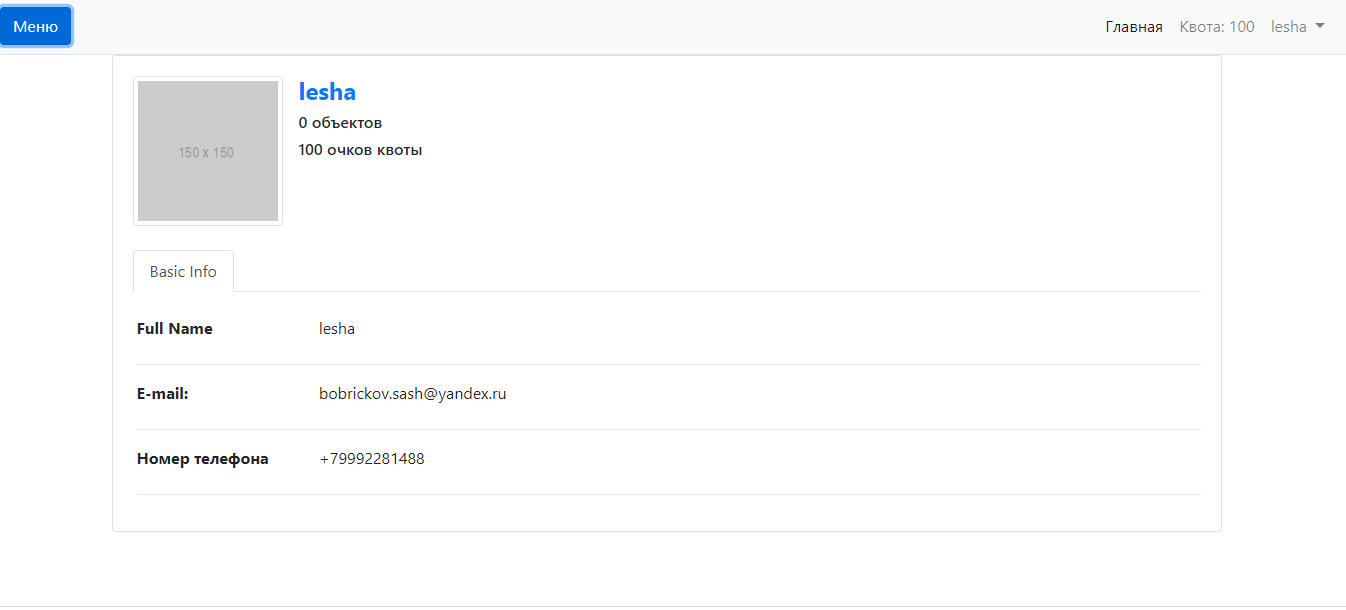 Меню
Главная Квота: 100 lesha
150 x 150
lesha
0 объектов
100 очков квоты
Basic Info
Full Name lesha
E-mail: bobrickov.sash@yandex.ru
Номер телефона +79992281488